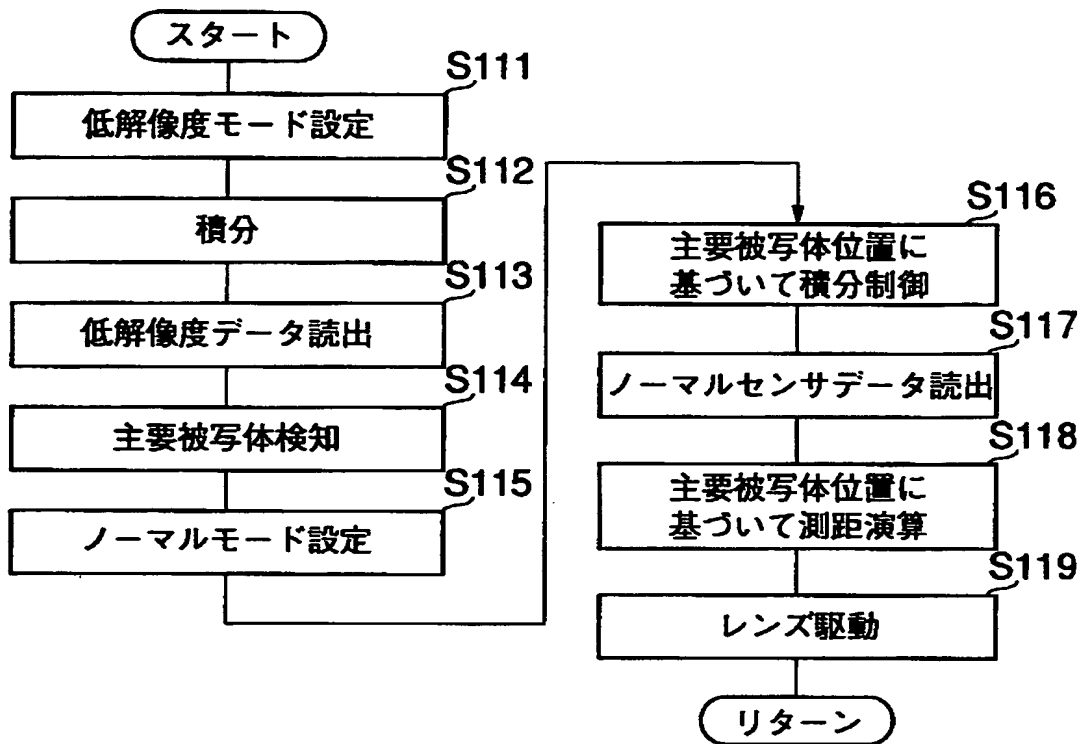 スタート
S111
低解像度モード設定
S112
積分
S113
低解像度データ読出
S114
主要被写体検知
S115
ノーマルモード設定
S116
主要被写体位置に
基づいて積分制御
S117
ノーマルセンサデータ読出
S118
主要被写体位置に
基づいて測距演算
S119
レンズ駆動
リターン